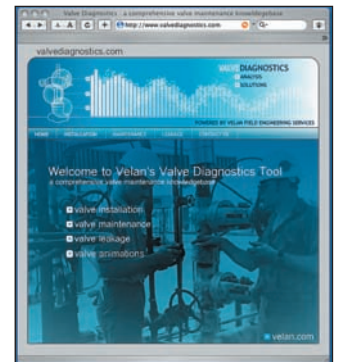 Valve Diagnostics - a comprehensive valve maintenance knowledgebase
http://www.valvediagnostics.com
valvediagnostics.com
VALVE DIAGNOSTICS
ANALYSIS
SOLUTIONS
POWERED BY VELAN FIELD ENGINEERING SERVICES
HOME INSTALLATION MAINTENANCE LEAKAGE CONTACT US
Welcome to Velan's Valve Diagnostics Tool
a comprehensive valve maintenance knowledgebase
valve installation
valve maintenance
valve leakage
valve animations
velan.com